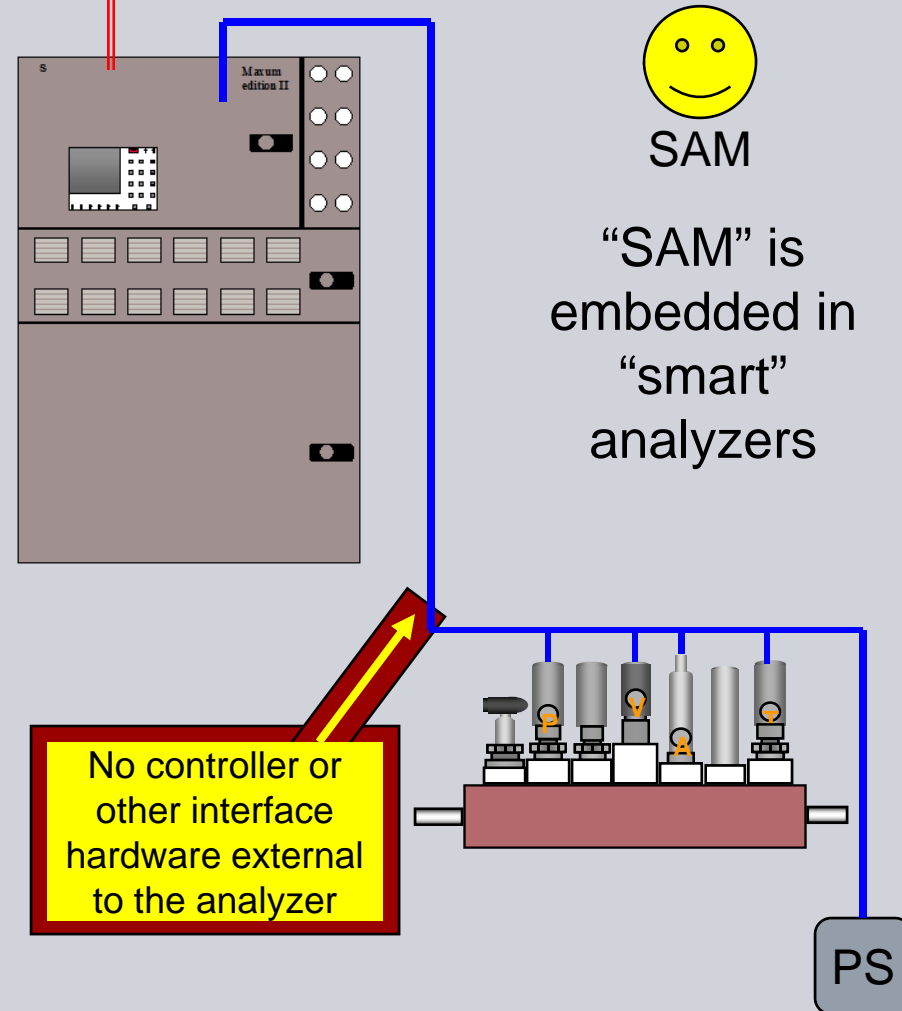 s
Maxum
edition II
SAM
“SAM” is
embedded in
“smart”
analyzers
P
V
A
T
No controller or
other interface
hardware external
to the analyzer
PS